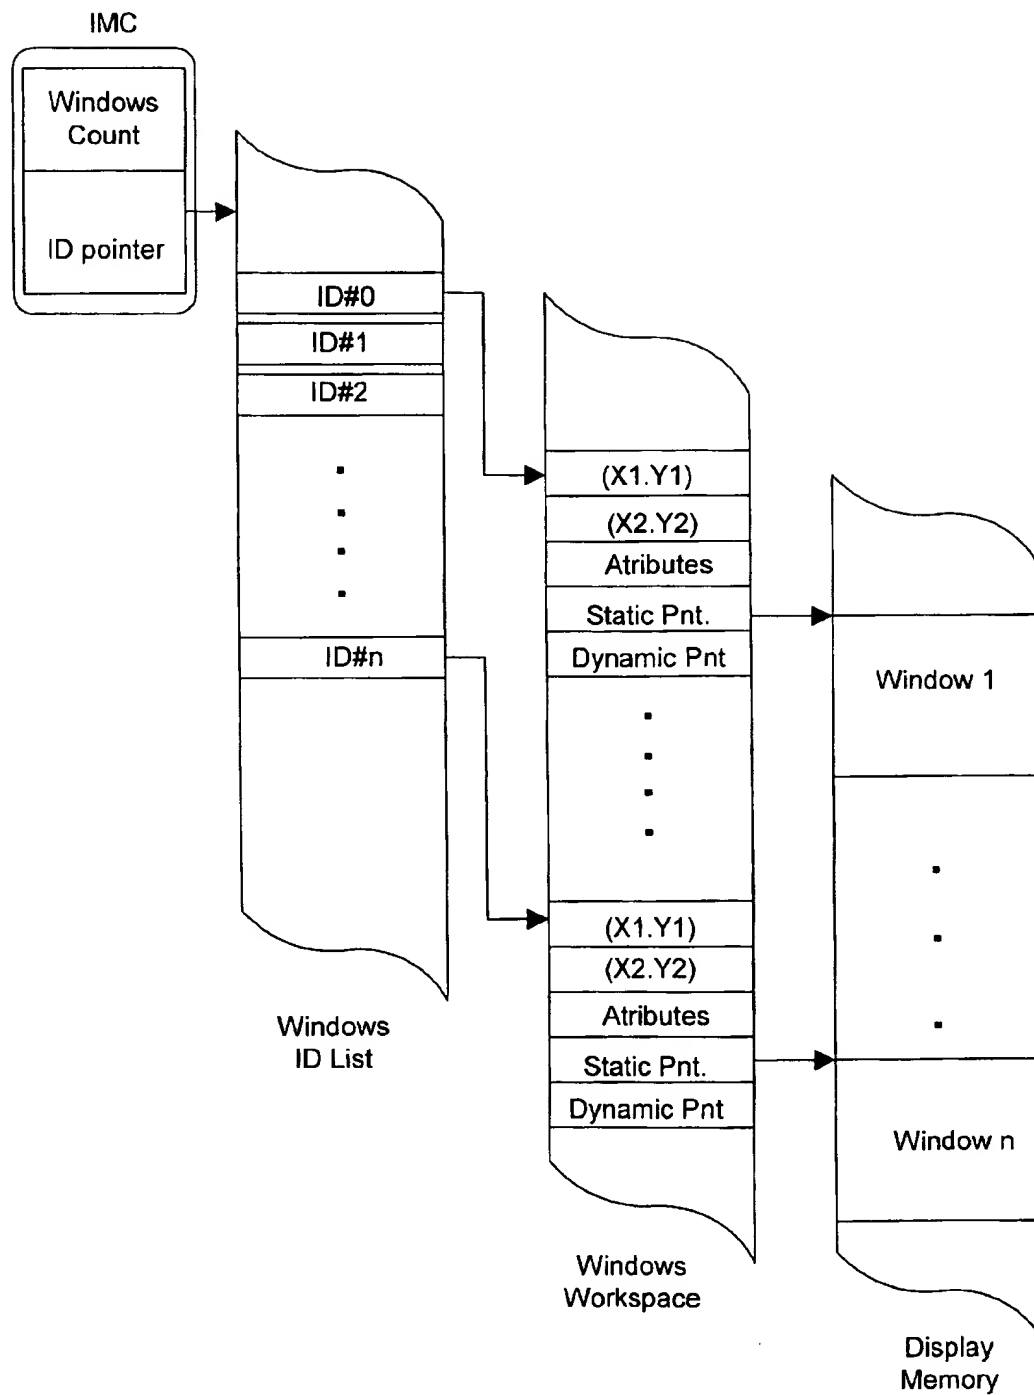 IMC
Windows
Count
ID pointer
ID#0
ID#1
ID#2
ID#n
Windows
ID List
(X1.Y1)
(X2.Y2)
Atributes
Static Pnt.
Dynamic Pnt
(X1.Y1)
(X2.Y2)
Atributes
Static Pnt.
Dynamic Pnt
Windows
Workspace
Window 1
Window n
Display
Memory